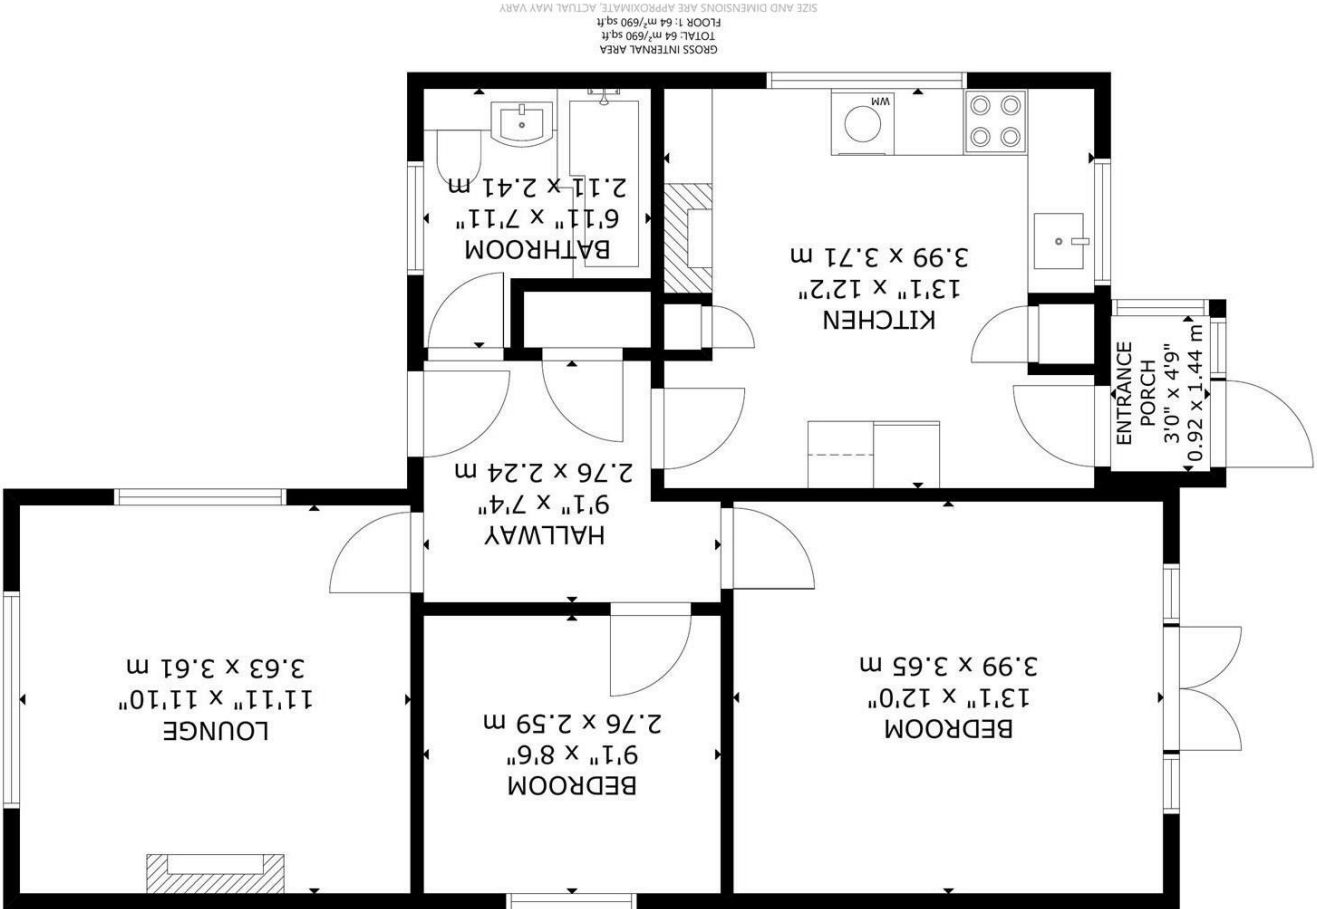 LOUNGE
11'11" x 11'10"
3.63 x 3.61 m
BEDROOM
9'1" x 8'6"
2.76 x 2.59 m
BEDROOM
13'1" x 12'0"
3.99 x 3.65 m
HALLWAY
9'1" x 7'4"
2.76 x 2.24 m
ENTRANCE
PORCH
3'0" x 4'9"
0.92 x 1.44 m
KITCHEN
13'1" x 12'2"
3.99 x 3.71 m
BATHROOM
6'11" x 7'11"
2.11 x 2.41 m
WM
GROSS INTERNAL AREA
TOTAL: 64 m²/690 sq.ft
FLOOR 1: 64 m²/690 sq.ft
SIZE AND DIMENSIONS ARE APPROXIMATE, ACTUAL MAY VARY